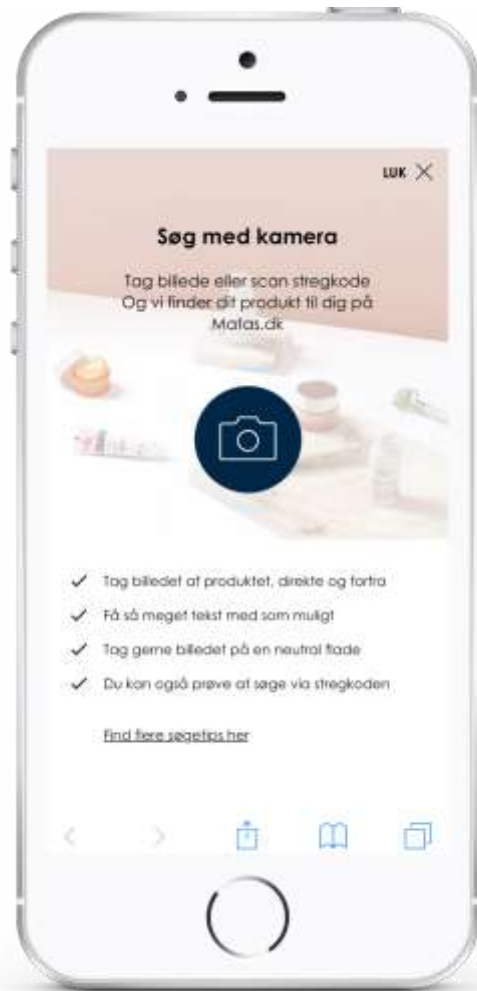 LUK
Søg med kamera
Tag billede eller scan stregkode
Og vi finder dit produkt til dig på
Matas.dk
Tag billedet af produktet, direkte og forfra
Få så meget tekst med som muligt
Tag gerne billedet på en neutral flade
Du kan også prøve at søge via stregkoden
Find flere søgetips her